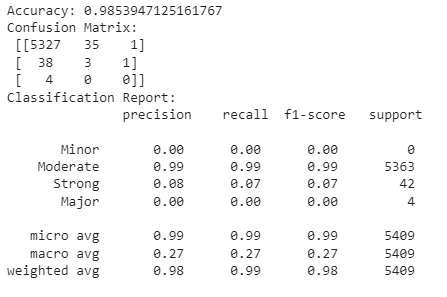 Accuracy: 0.9853947125161767
Confusion Matrix:
[[5327 35 1]
[ 38 3 1]
[ 4 0 0]]
Classification Report:
precision recall f1-score support
Minor 0.00 0.00 0.00 0
Moderate 0.99 0.99 0.99 5363
Strong 0.08 0.07 0.07 42
Major 0.00 0.00 0.00 4
micro avg 0.99 0.99 0.99 5409
macro avg 0.27 0.27 0.27 5409
weighted avg 0.98 0.99 0.98 5409